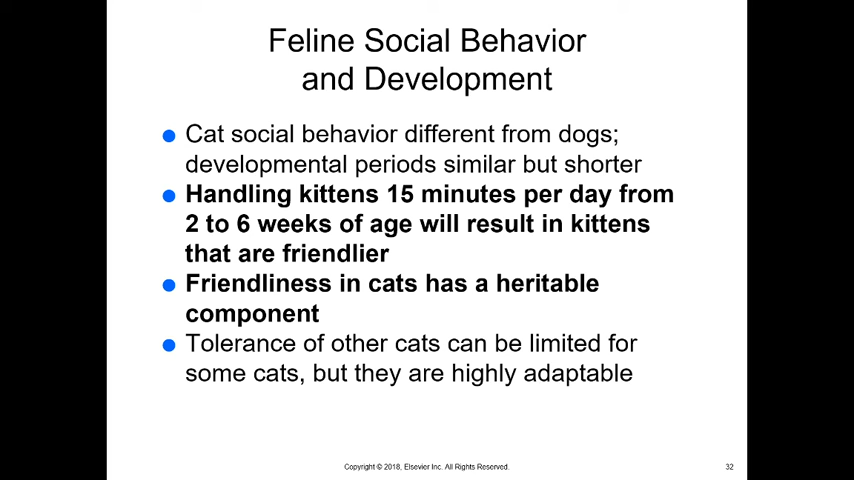 Feline Social Behavior
and Development
● Cat social behavior different from dogs;
developmental periods similar but shorter
● Handling kittens 15 minutes per day from
2 to 6 weeks of age will result in kittens
that are friendlier
● Friendliness in cats has a heritable
component
● Tolerance of other cats can be limited for
some cats, but they are highly adaptable
Copyright © 2018, Elsevier Inc. All Rights Reserved.
32